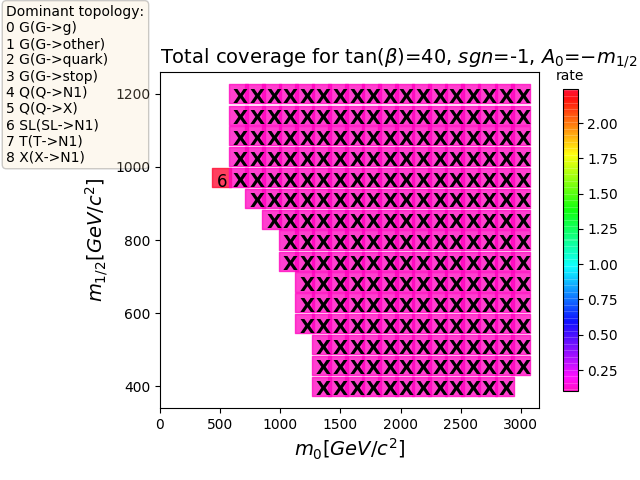 Dominant topology:
0 G(G->g)
1 G(G->other)
2 G(G->quark)
3 G(G->stop)
4 Q(Q->N1)
5 Q(Q->X)
6 SL(SL->N1)
7 T(T->N1)
8 X(X->N1)
Total coverage for tan(β)=40, sgn=-1, A₀=−m₁/₂
rate
1200
1000
800
600
400
m₁/₂[GeV/c²]
X X X X X X X X X X X X X X X X X X
X X X X X X X X X X X X X X X X X X
X X X X X X X X X X X X X X X X X X
X X X X X X X X X X X X X X X X X X
6 X X X X X X X X X X X X X X X X X X
X X X X X X X X X X X X X X X X X
X X X X X X X X X X X X X X X X
X X X X X X X X X X X X X X X
X X X X X X X X X X X X X X X
X X X X X X X X X X X X X X
X X X X X X X X X X X X X X
X X X X X X X X X X X X X X
X X X X X X X X X X X X X
X X X X X X X X X X X X X
X X X X X X X X X X X X
0 500 1000 1500 2000 2500 3000
m₀[GeV/c²]
2.00
1.75
1.50
1.25
1.00
0.75
0.50
0.25